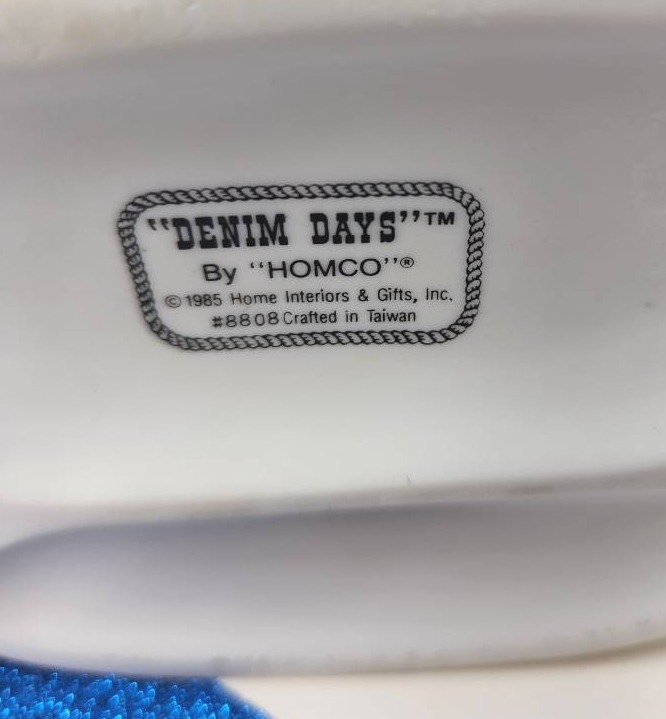 “DENIM DAYS”™
By “HOMCO”®
©1985 Home Interiors & Gifts, Inc.
#8808 Crafted in Taiwan